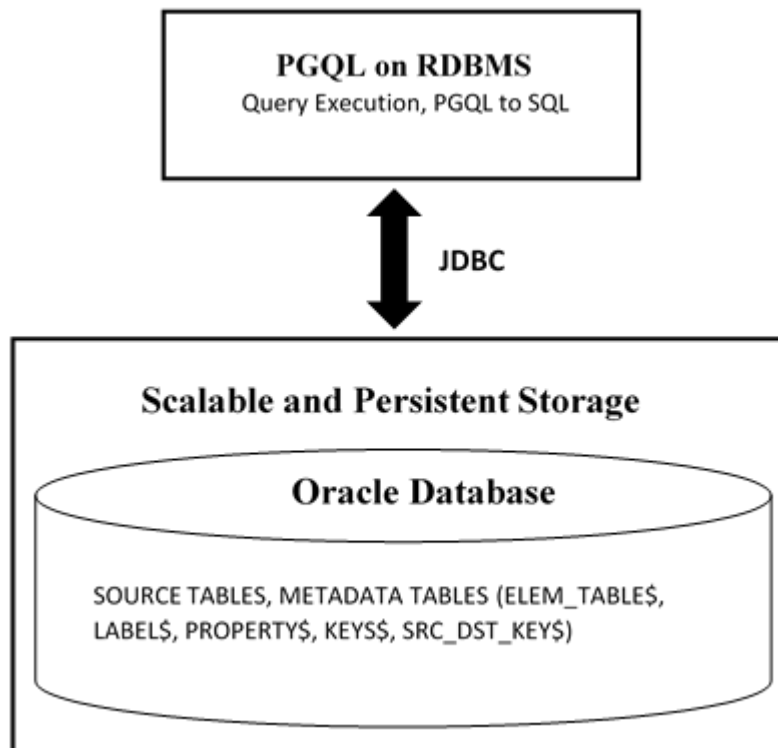 PGQL on RDBMS
Query Execution, PGQL to SQL
JDBC
Scalable and Persistent Storage
Oracle Database
SOURCE TABLES, METADATA TABLES (ELEM_TABLE$,
LABEL$, PROPERTY$, KEYS$, SRC_DST_KEY$)